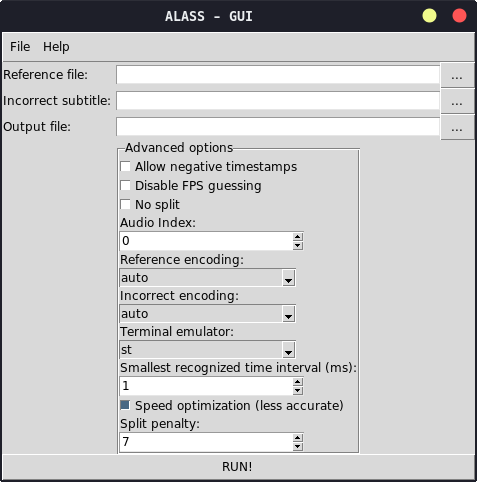 ALASS - GUI
File Help
Reference file: ...
Incorrect subtitle: ...
Output file: ...
Advanced options
Allow negative timestamps
Disable FPS guessing
No split
Audio Index:
0
Reference encoding:
auto
Incorrect encoding:
auto
Terminal emulator:
st
Smallest recognized time interval (ms):
1
Speed optimization (less accurate)
Split penalty:
7
RUN!